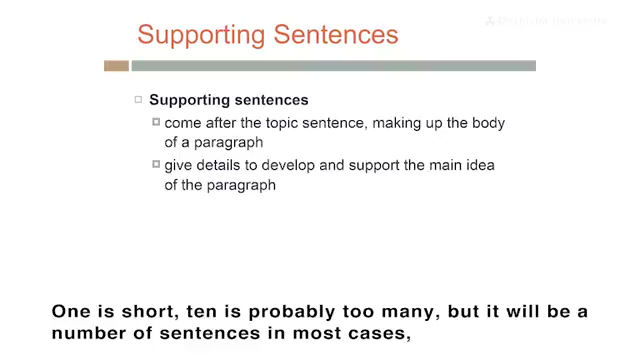 Supporting Sentences
Supporting sentences
come after the topic sentence, making up the body
of a paragraph
give details to develop and support the main idea
of the paragraph
One is short, ten is probably too many, but it will be a
number of sentences in most cases,